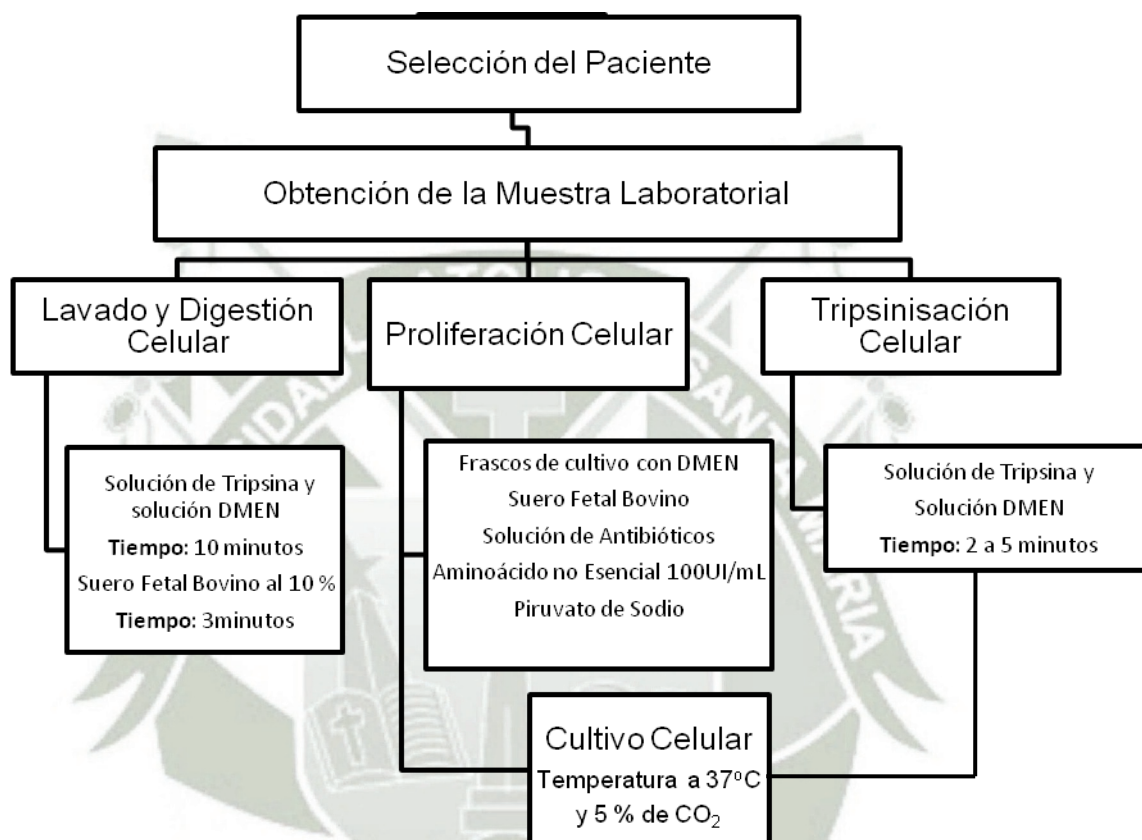 Selección del Paciente
Obtención de la Muestra Laboratorial
Lavado y Digestión
Celular
Proliferación Celular
Tripsinisación
Celular
Solución de Tripsina y
solución DMEN
Tiempo: 10 minutos
Suero Fetal Bovino al 10 %
Tiempo: 3minutos
Frascos de cultivo con DMEN
Suero Fetal Bovino
Solución de Antibióticos
Aminoácido no Esencial 100UI/mL
Piruvato de Sodio
Solución de Tripsina y
Solución DMEN
Tiempo: 2 a 5 minutos
Cultivo Celular
Temperatura a 37°C
y 5 % de CO₂
SANTA MARIA